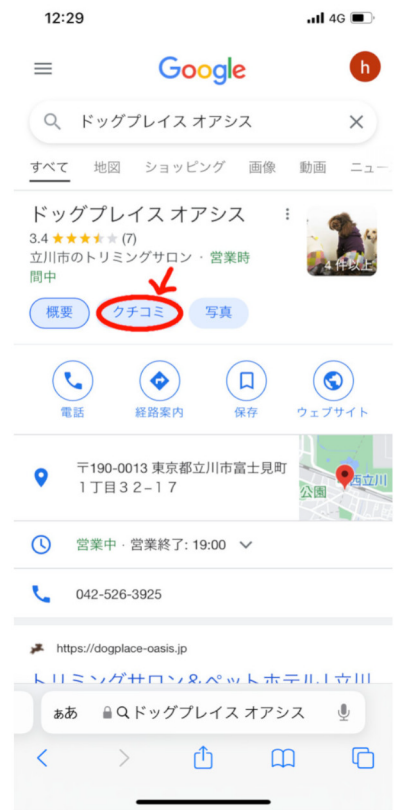 12:29
4G
Google
h
ドッグプレイス オアシス
すべて 地図 ショッピング 画像 動画 ニュー
ドッグプレイス オアシス
3.4 (7)
立川市のトリミングサロン · 営業時
間中
4 件以上
概要 クチコミ 写真
電話 経路案内 保存 ウェブサイト
〒190-0013 東京都立川市富士見町
1丁目３２−１７
公園
西立川
営業中 · 営業終了: 19:00
042-526-3925
https://dogplace-oasis.jp
トリミングサロン&ペットホテル | 立川
ぁあ ドッグプレイス オアシス